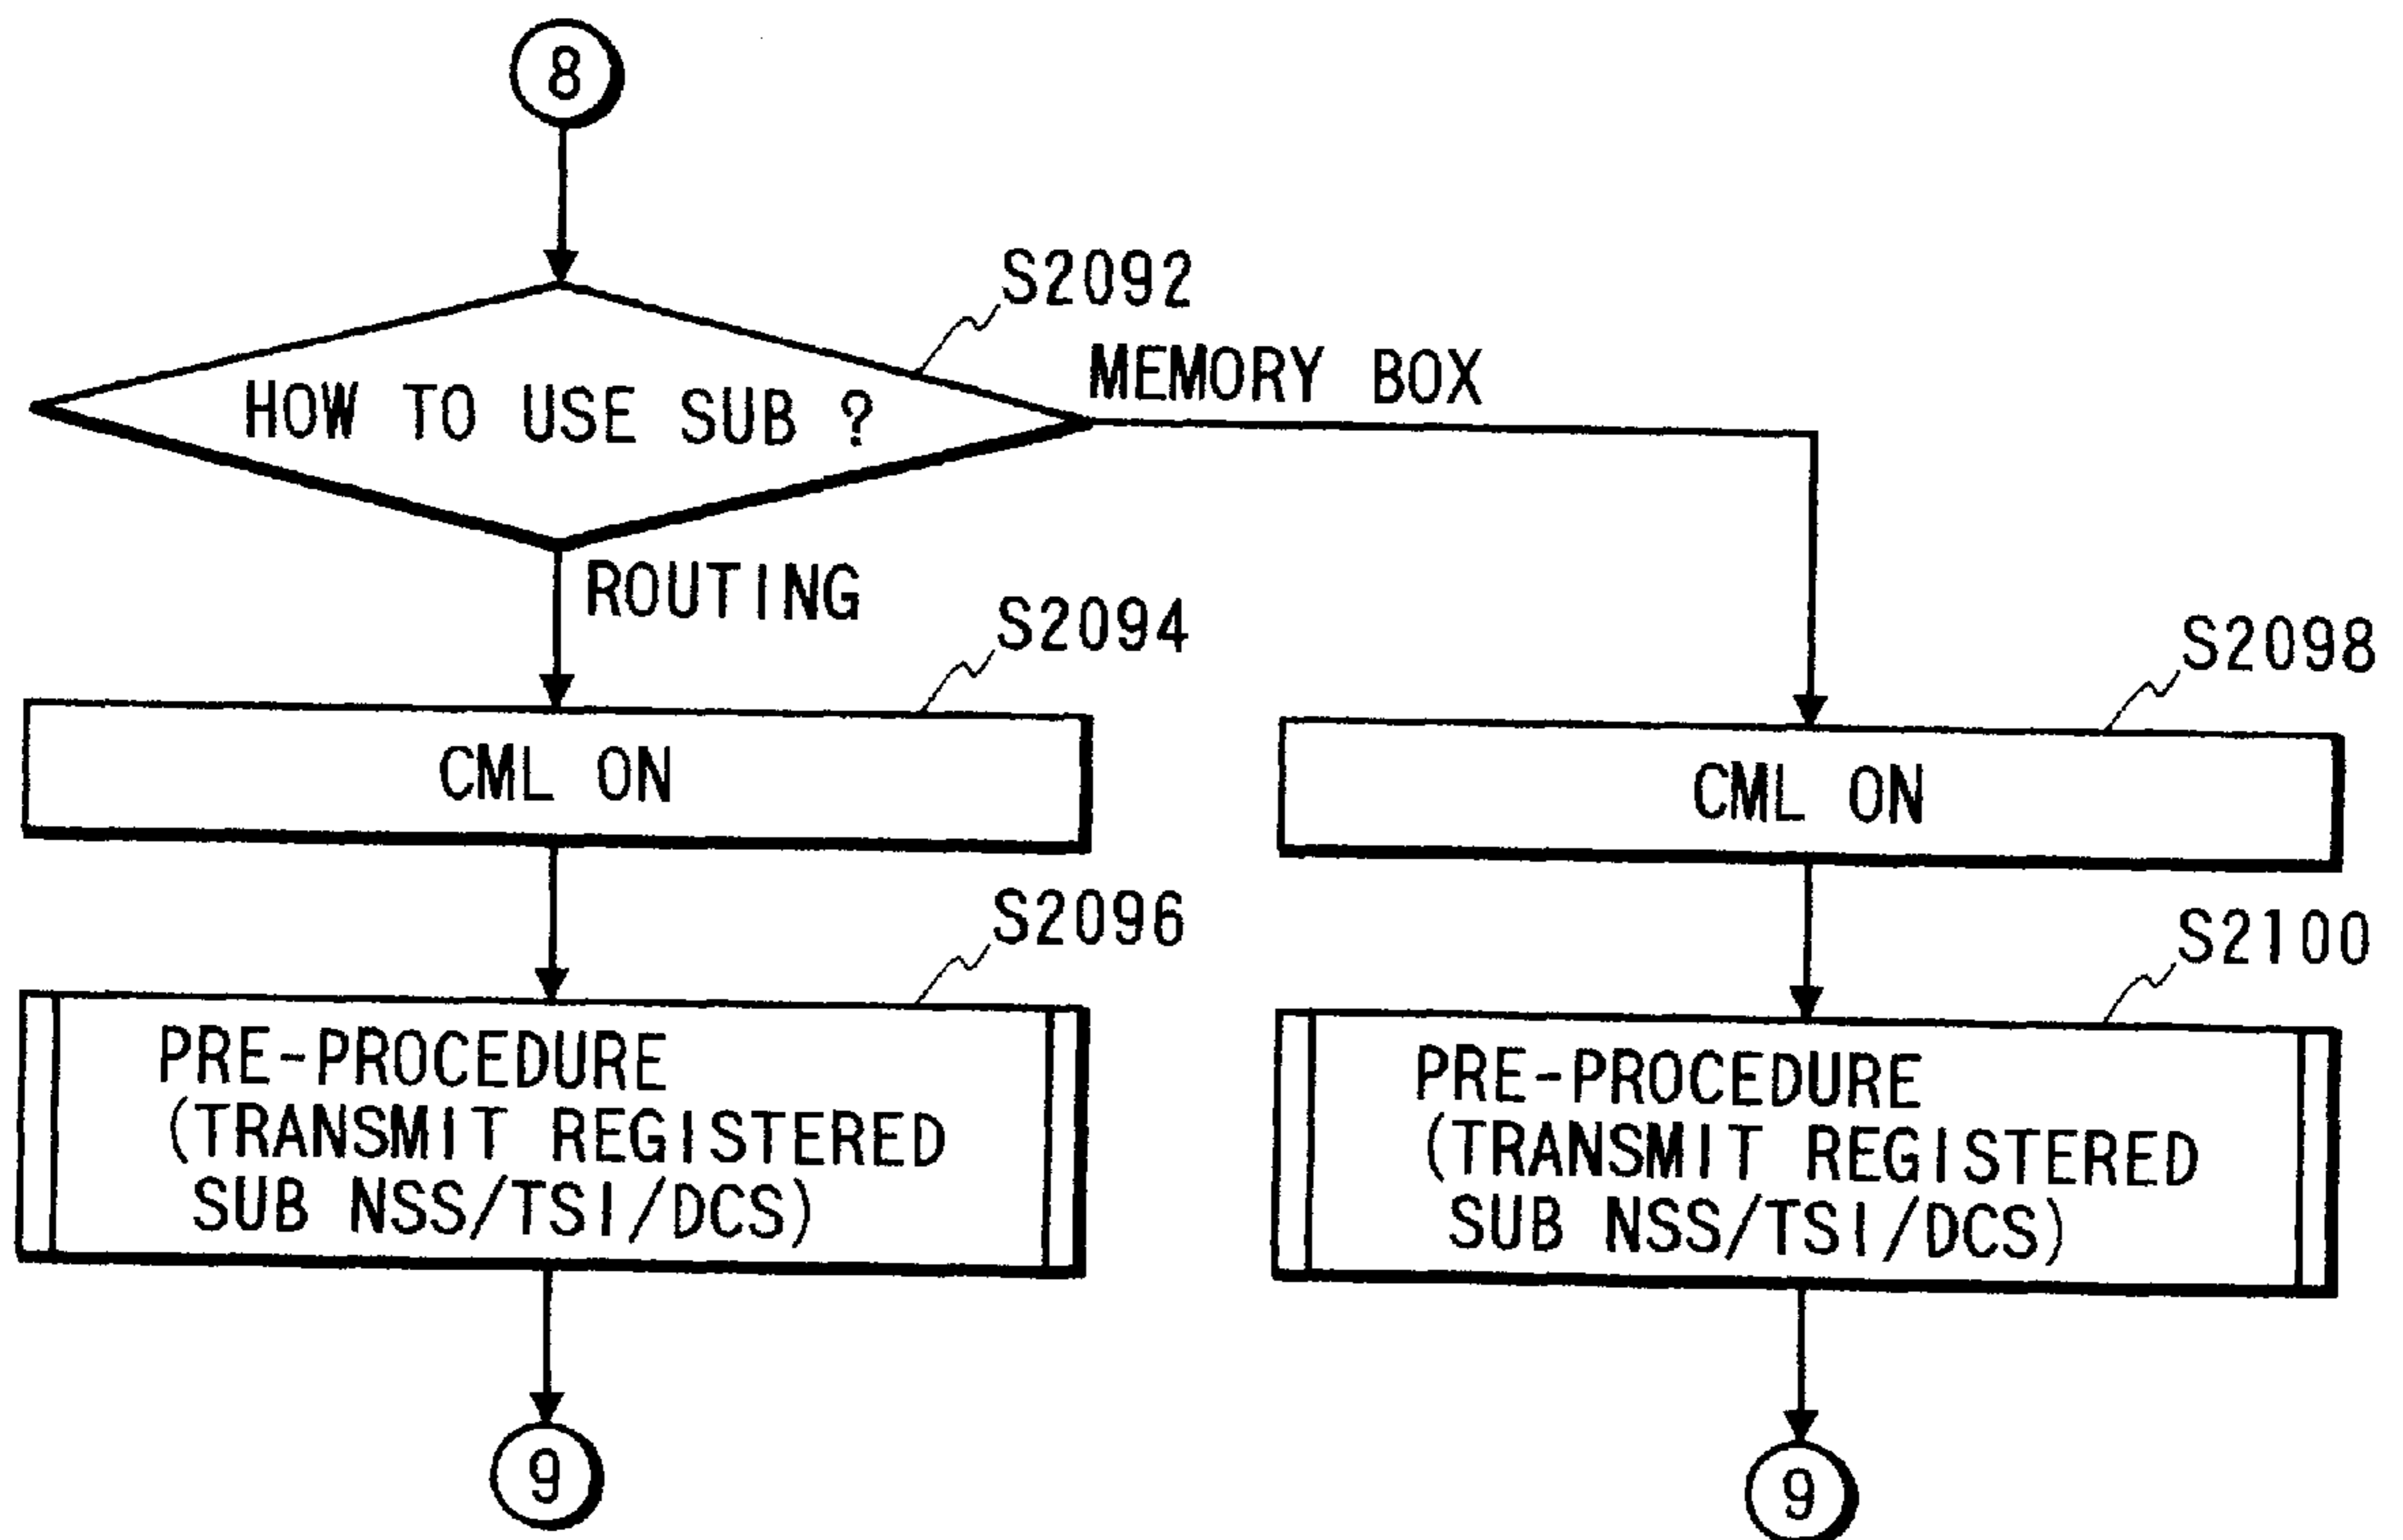 8
S2092
HOW TO USE SUB ?
MEMORY BOX
ROUTING
S2094
CML ON
S2096
PRE-PROCEDURE
(TRANSMIT REGISTERED
SUB NSS/TSI/DCS)
9
S2098
CML ON
S2100
PRE-PROCEDURE
(TRANSMIT REGISTERED
SUB NSS/TSI/DCS)
9